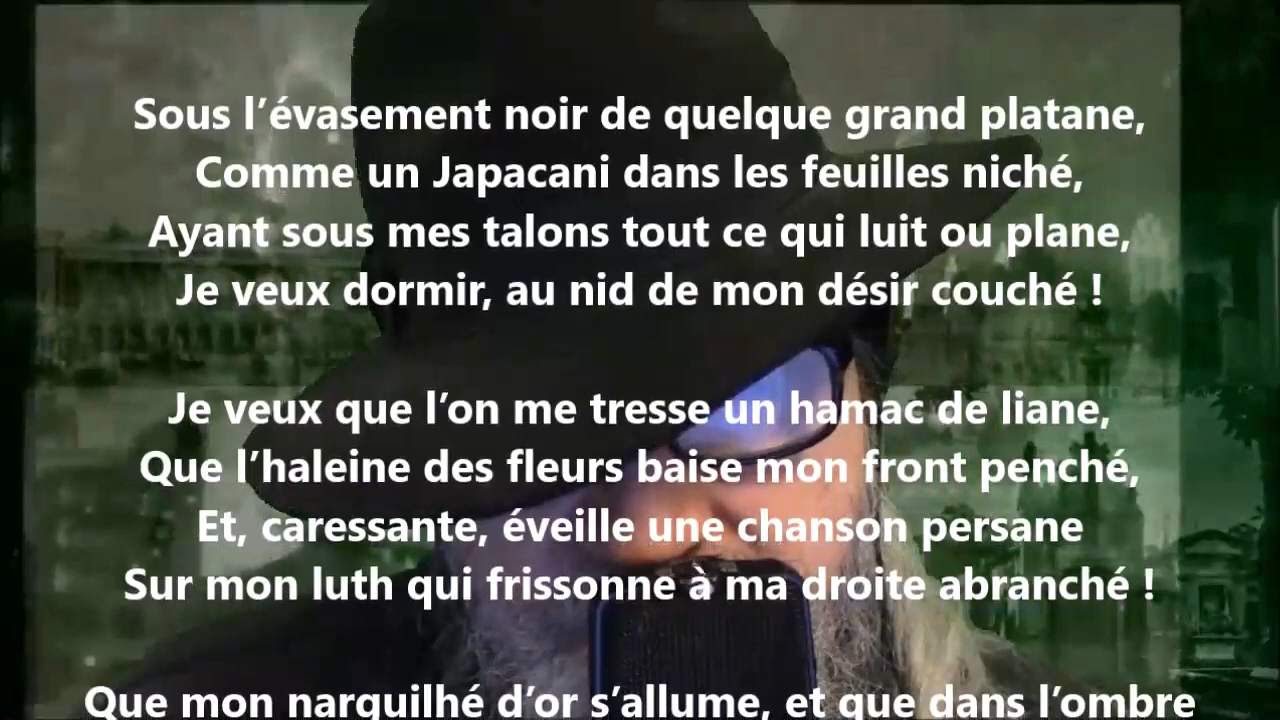 Sous l’évasement noir de quelque grand platane,
Comme un Japacani dans les feuilles niché,
Ayant sous mes talons tout ce qui luit ou plane,
Je veux dormir, au nid de mon désir couché !
Je veux que l’on me tresse un hamac de liane,
Que l’haleine des fleurs baise mon front penché,
Et, caressante, éveille une chanson persane
Sur mon luth qui frissonne à ma droite abranché !
Que mon narguilhé d’or s’allume, et que dans l’ombre